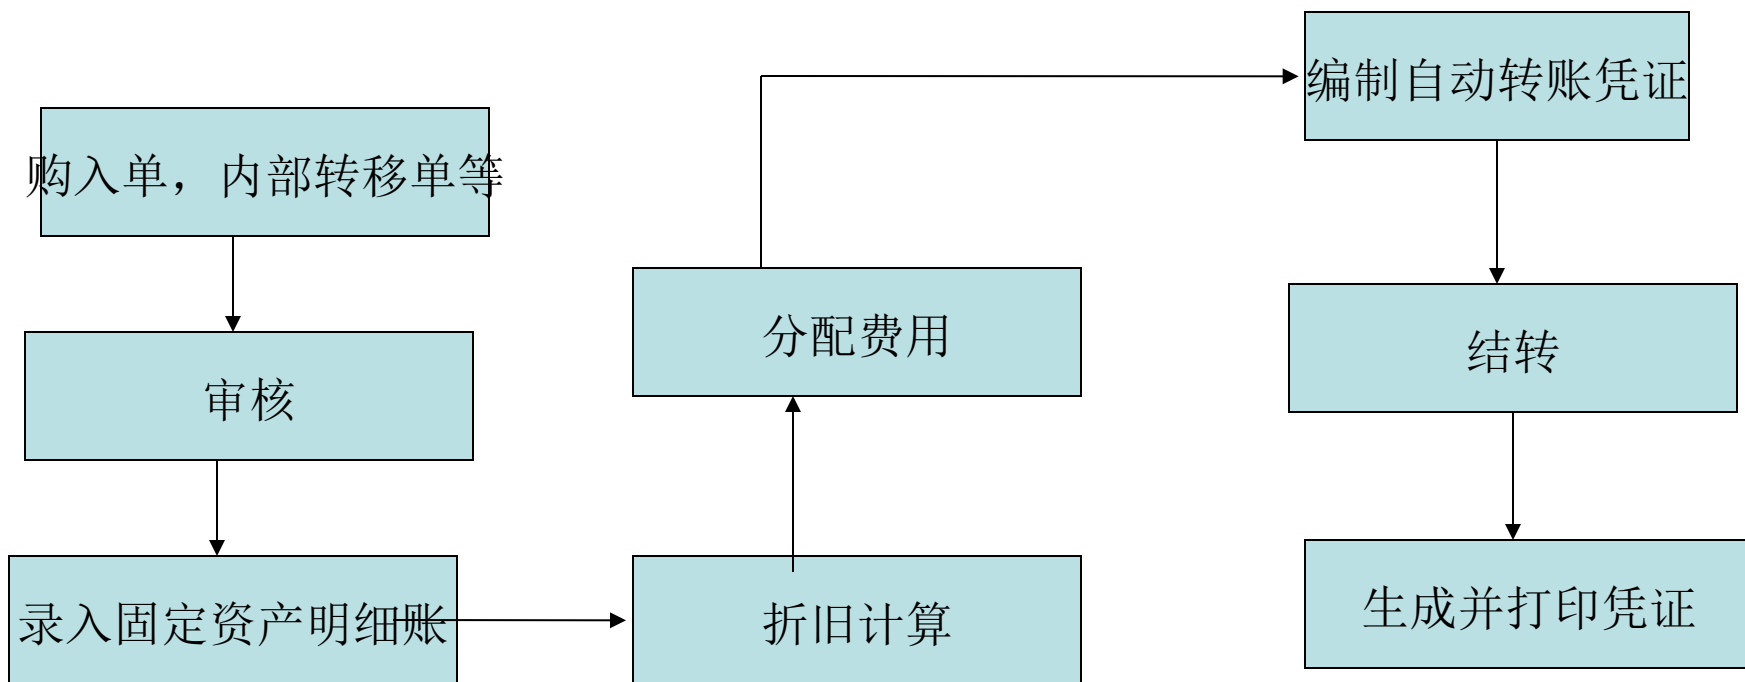 购入单，内部转移单等
审核
录入固定资产明细账
折旧计算
分配费用
编制自动转账凭证
结转
生成并打印凭证